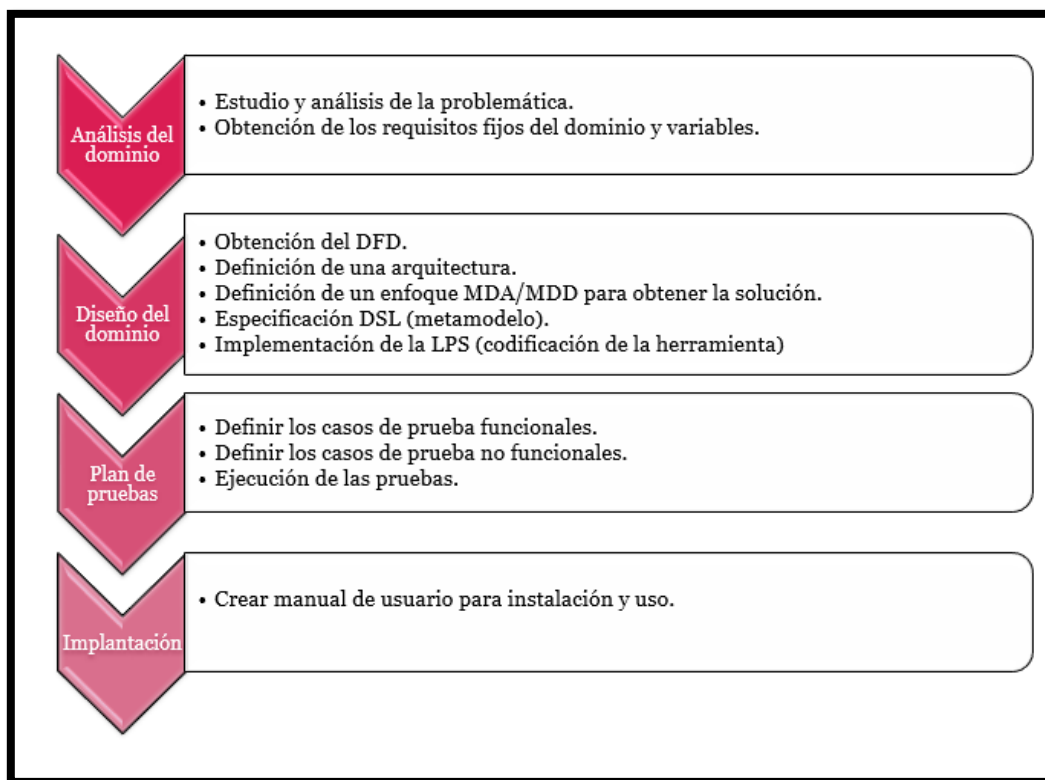 Análisis del
dominio
• Estudio y análisis de la problemática.
• Obtención de los requisitos fijos del dominio y variables.
Diseño del
dominio
• Obtención del DFD.
• Definición de una arquitectura.
• Definición de un enfoque MDA/MDD para obtener la solución.
• Especificación DSL (metamodelo).
• Implementación de la LPS (codificación de la herramienta)
Plan de
pruebas
• Definir los casos de prueba funcionales.
• Definir los casos de prueba no funcionales.
• Ejecución de las pruebas.
Implantación
• Crear manual de usuario para instalación y uso.